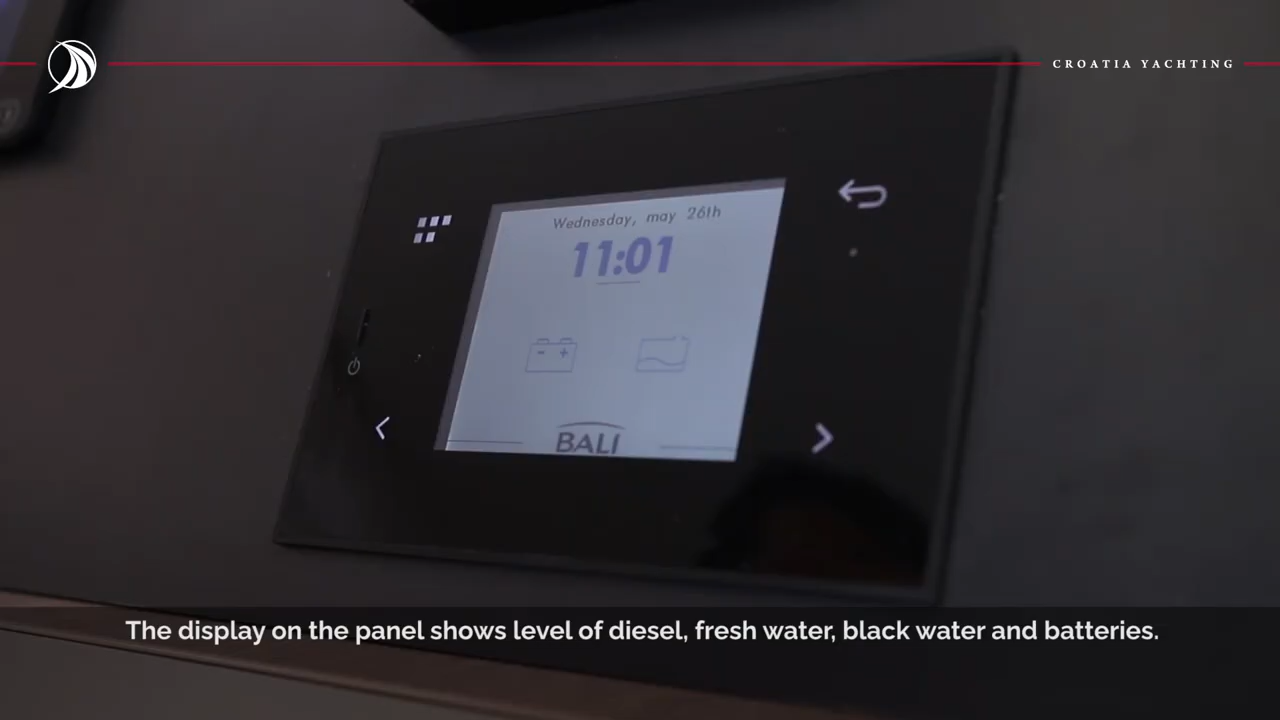 CROATIA YACHTING
Wednesday, may 26th
11:01
BALI
The display on the panel shows level of diesel, fresh water, black water and batteries.